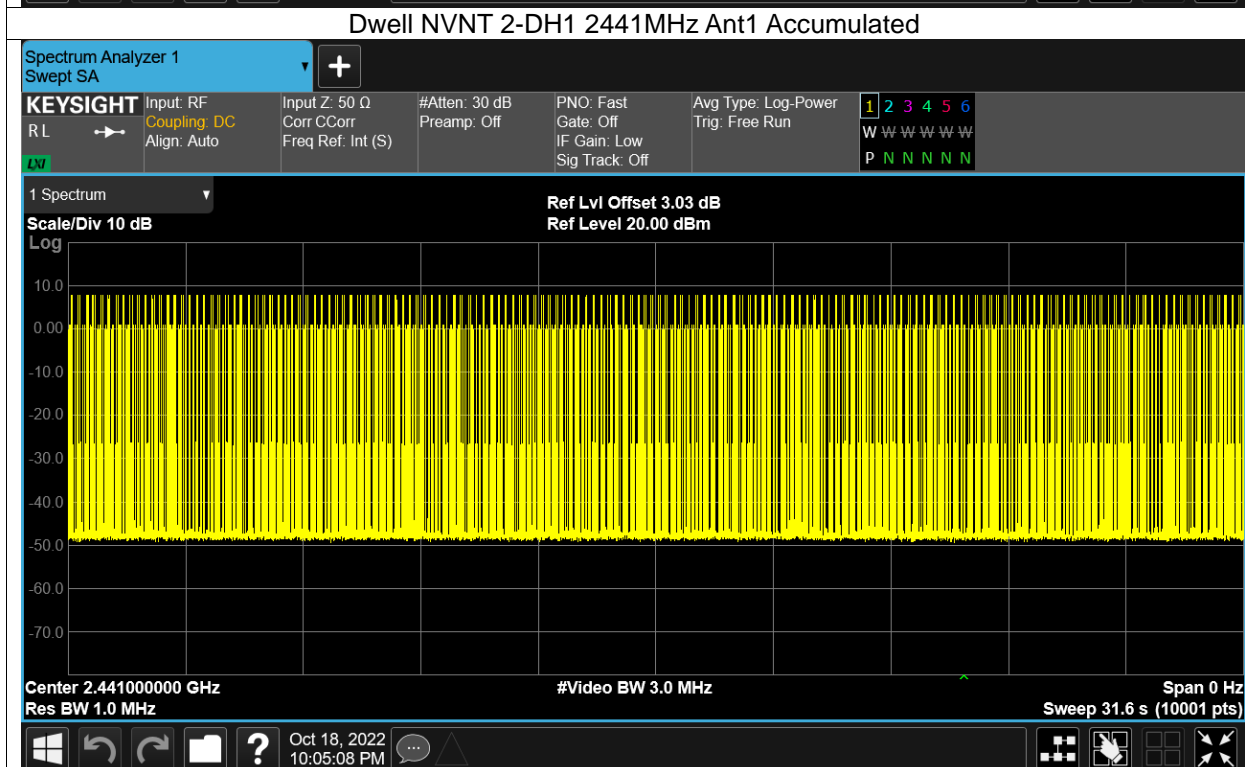 Dwell NVNT 2-DH1 2441MHz Ant1 Accumulated
Spectrum Analyzer 1
Swept SA
KEYSIGHT Input: RF Input Z: 50 Ω #Atten: 30 dB PNO: Fast Avg Type: Log-Power 1 2 3 4 5 6
R L Coupling: DC Corr CCorr Preamp: Off Gate: Off Trig: Free Run W W W W W W
Align: Auto Freq Ref: Int (S) IF Gain: Low
LXI Sig Track: Off P N N N N N
1 Spectrum Ref Lvl Offset 3.03 dB
Scale/Div 10 dB Ref Level 20.00 dBm
Log
10.0
0.00
-10.0
-20.0
-30.0
-40.0
-50.0
-60.0
-70.0
Center 2.441000000 GHz #Video BW 3.0 MHz Span 0 Hz
Res BW 1.0 MHz Sweep 31.6 s (10001 pts)
? Oct 18, 2022
10:05:08 PM